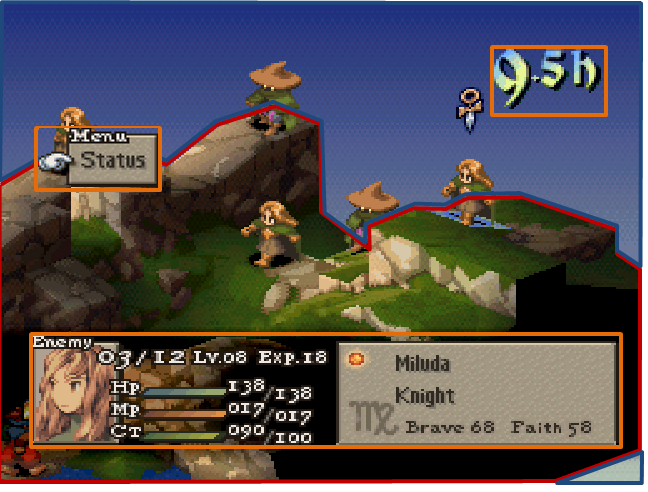 9.5h
Menu
Status
Enemy
03/12 Lv.08 Exp.18
Hp 138/138
Mp 017/017
CT 090/100
Miluda
Knight
Brave 68 Faith 58